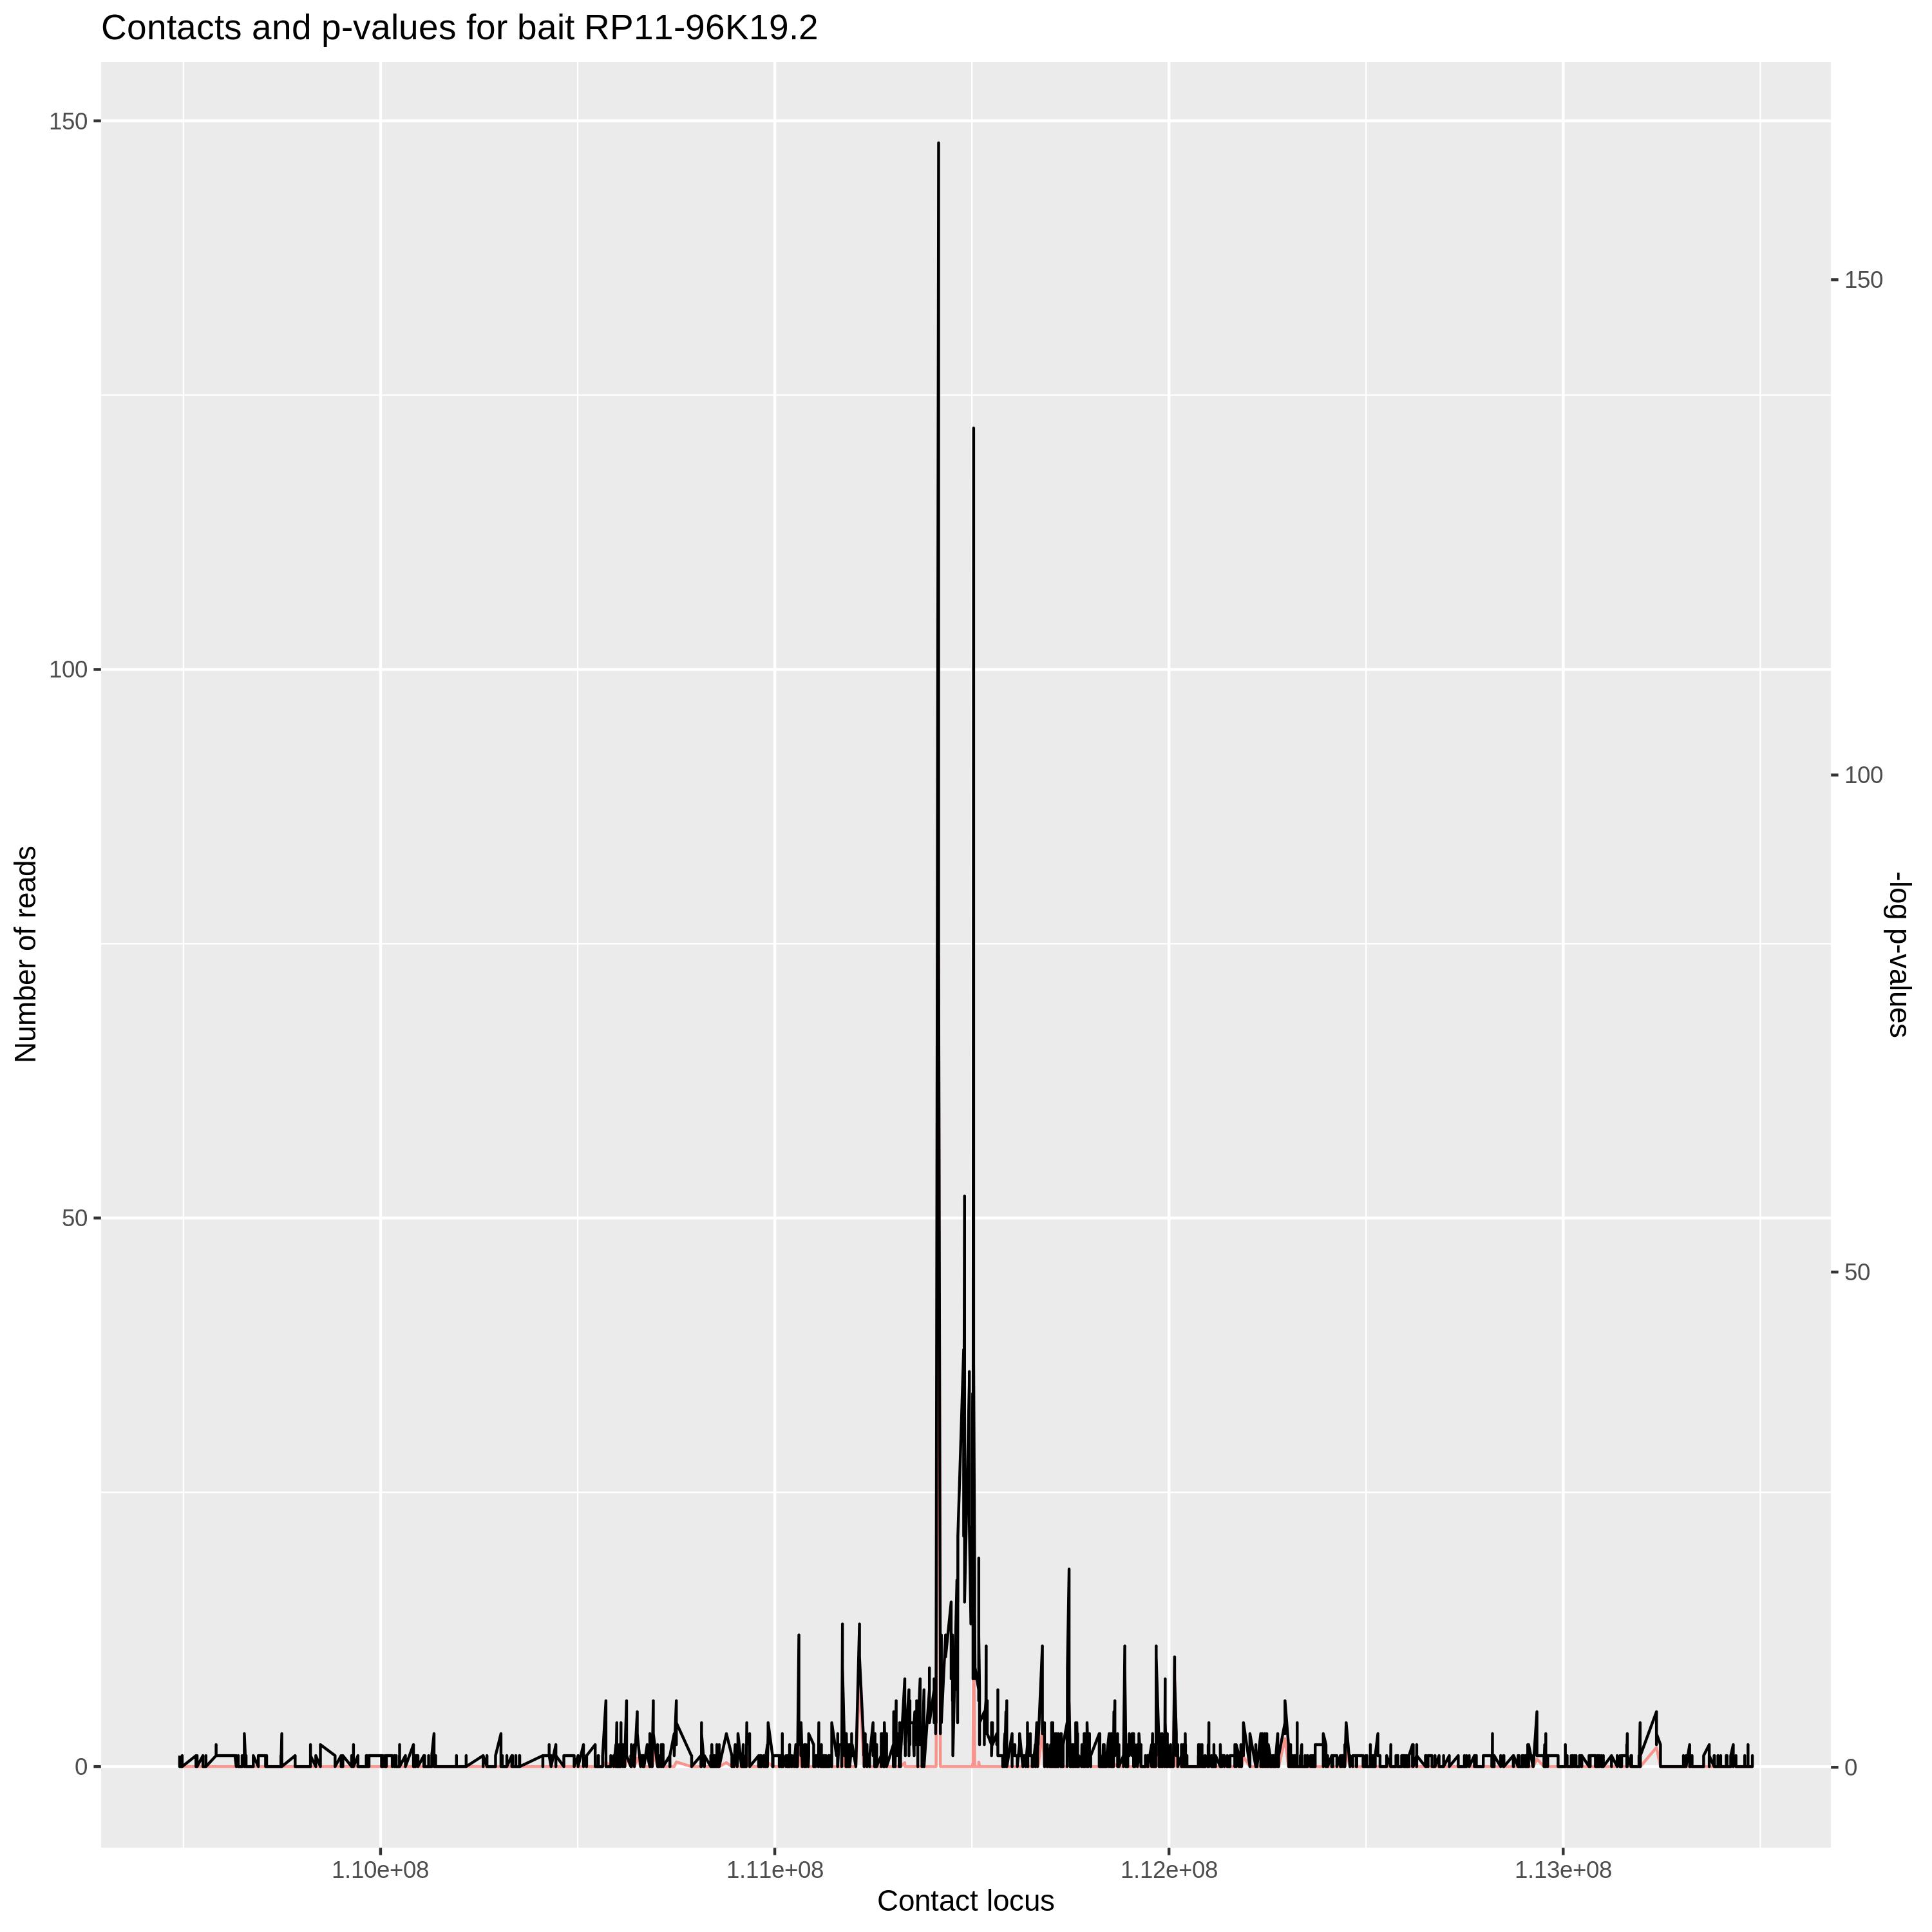 Contacts and p-values for bait RP11-96K19.2
150
100
50
0
Number of reads
150
100
50
0
-log p-values
1.10e+08
1.11e+08
1.12e+08
1.13e+08
Contact locus